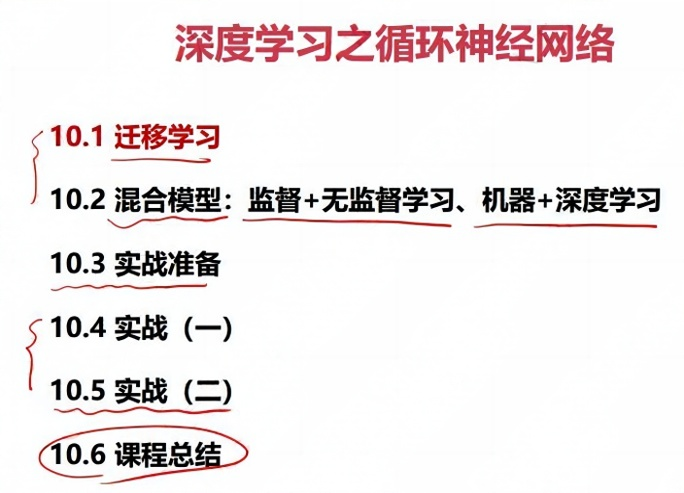 深度学习之循环神经网络
10.1 迁移学习
10.2 混合模型：监督+无监督学习、机器+深度学习
10.3 实战准备
10.4 实战（一）
10.5 实战（二）
10.6 课程总结